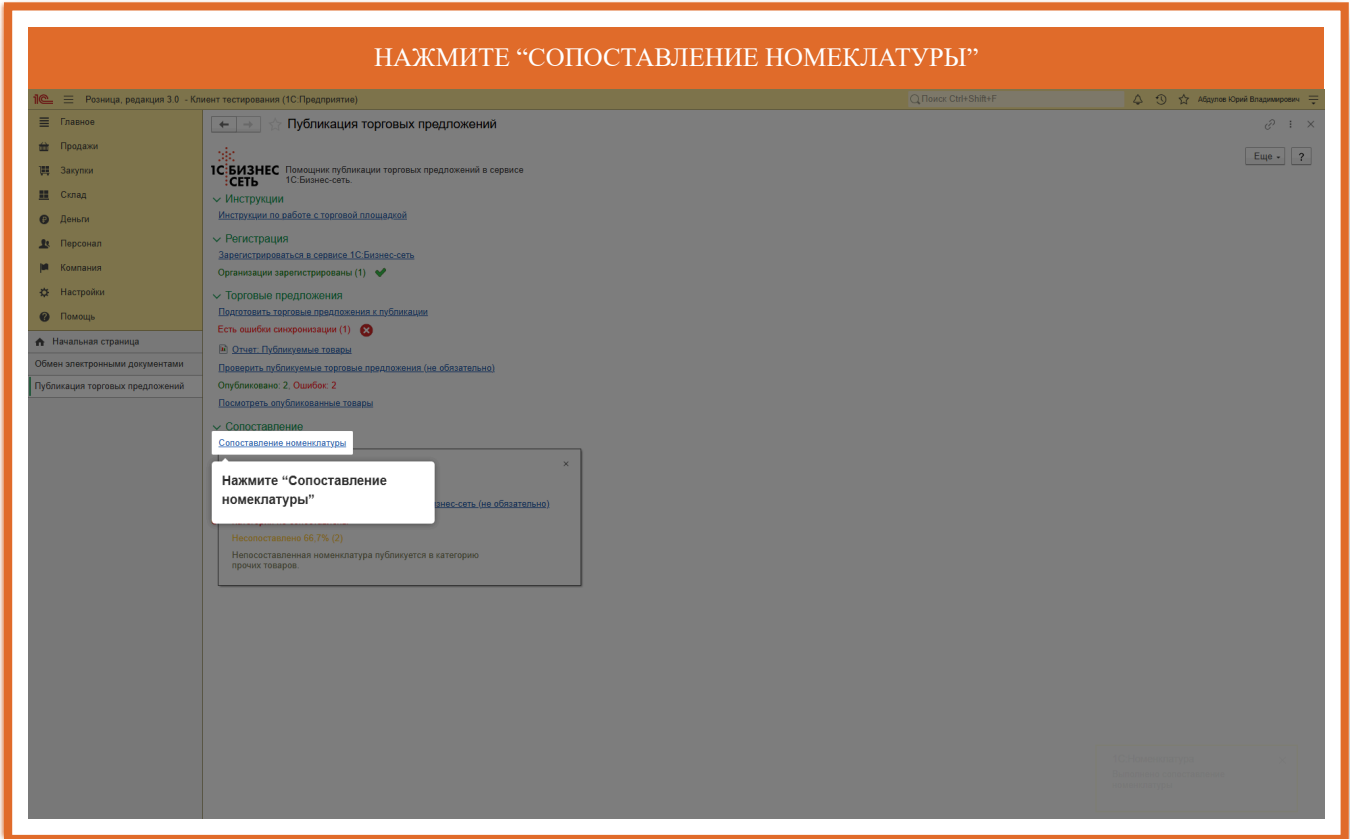 НАЖМИТЕ “СОПОСТАВЛЕНИЕ НОМЕКЛАТУРЫ”
1С Розница, редакция 3.0 - Клиент тестирования (1С:Предприятие)
Поиск Ctrl+Shift+F
Абдулов Юрий Владимирович
Главное
Продажи
Закупки
Склад
Деньги
Персонал
Компания
Настройки
Помощь
Начальная страница
Обмен электронными документами
Публикация торговых предложений
Публикация торговых предложений
Еще
?
1С БИЗНЕС
СЕТЬ
Помощник публикации торговых предложений в сервисе
1С:Бизнес-сеть.
Инструкции
Инструкции по работе с торговой площадкой
Регистрация
Зарегистрироваться в сервисе 1С:Бизнес-сеть
Организации зарегистрированы (1)
Торговые предложения
Подготовить торговые предложения к публикации
Есть ошибки синхронизации (1)
Отчет: Публикуемые товары
Проверить публикуемые торговые предложения (не обязательно)
Опубликовано: 2, Ошибок: 2
Посмотреть опубликованные товары
Сопоставление
Сопоставление номенклатуры
Нажмите “Сопоставление
номеклатуры”
знес-сеть (не обязательно)
Несопоставлено 66,7% (2)
Непосоставленная номенклатура публикуется в категорию
прочих товаров